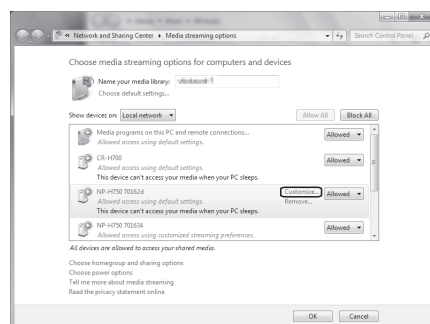 « Network and Sharing Center ▸ Media streaming options
Search Control Panel
Choose media streaming options for computers and devices
Name your media library:
Choose default settings...
Show devices on: Local network
Allow All
Block All
Media programs on this PC and remote connections...
Allowed
Allowed access using default settings.
CR-H700
Allowed
Allowed access using default settings.
This device can't access your media when your PC sleeps.
NP-H750 70162d
Customize...
Allowed
Allowed access using default settings.
Remove...
This device can't access your media when your PC sleeps.
NP-H750 701634
Allowed
Allowed access using customized streaming preferences.
All devices are allowed to access your shared media.
Choose homegroup and sharing options
Choose power options
Tell me more about media streaming
Read the privacy statement online
OK
Cancel